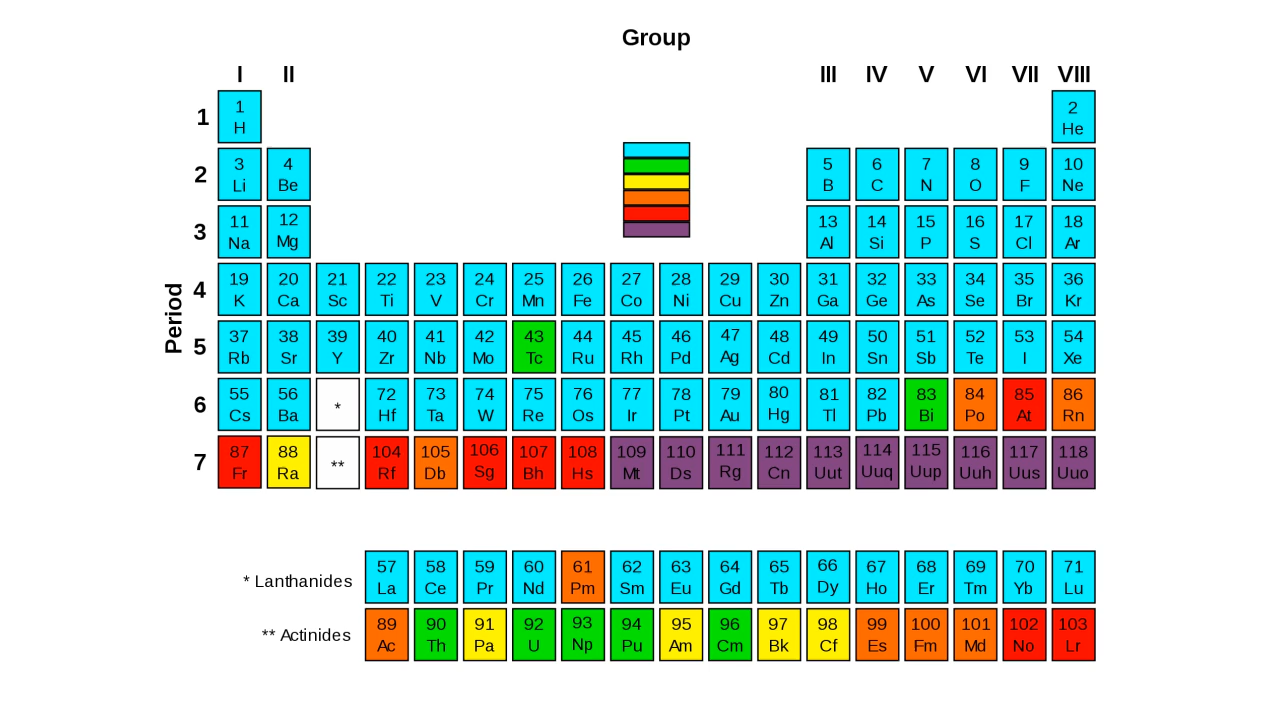 Group
I II III IV V VI VII VIII
1 1 2
H He
2 3 4 5 6 7 8 9 10
Li Be B C N O F Ne
3 11 12 13 14 15 16 17 18
Na Mg Al Si P S Cl Ar
Period
4 19 20 21 22 23 24 25 26 27 28 29 30 31 32 33 34 35 36
K Ca Sc Ti V Cr Mn Fe Co Ni Cu Zn Ga Ge As Se Br Kr
5 37 38 39 40 41 42 43 44 45 46 47 48 49 50 51 52 53 54
Rb Sr Y Zr Nb Mo Tc Ru Rh Pd Ag Cd In Sn Sb Te I Xe
6 55 56 * 72 73 74 75 76 77 78 79 80 81 82 83 84 85 86
Cs Ba Hf Ta W Re Os Ir Pt Au Hg Tl Pb Bi Po At Rn
7 87 88 ** 104 105 106 107 108 109 110 111 112 113 114 115 116 117 118
Fr Ra Rf Db Sg Bh Hs Mt Ds Rg Cn Uut Uuq Uup Uuh Uus Uuo
* Lanthanides 57 58 59 60 61 62 63 64 65 66 67 68 69 70 71
La Ce Pr Nd Pm Sm Eu Gd Tb Dy Ho Er Tm Yb Lu
** Actinides 89 90 91 92 93 94 95 96 97 98 99 100 101 102 103
Ac Th Pa U Np Pu Am Cm Bk Cf Es Fm Md No Lr